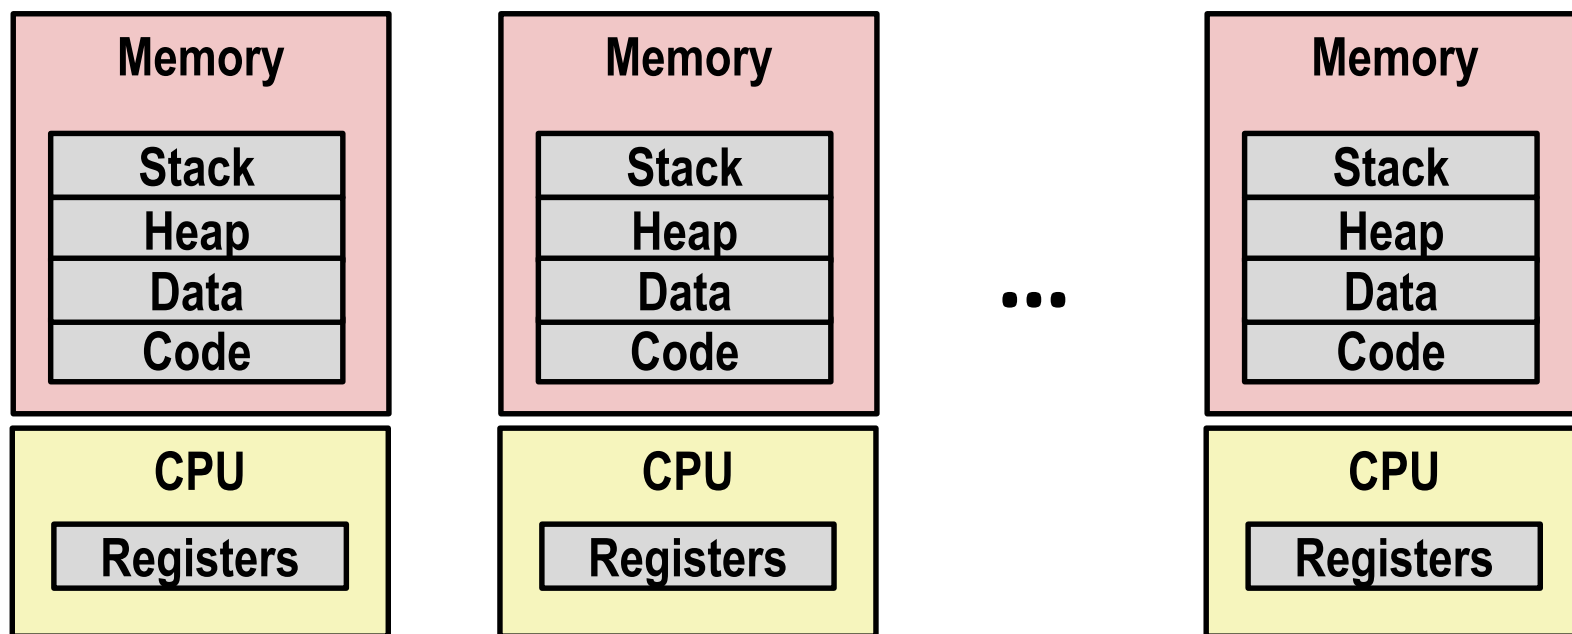 Memory
Stack
Heap
Data
Code
CPU
Registers
Memory
Stack
Heap
Data
Code
CPU
Registers
...
Memory
Stack
Heap
Data
Code
CPU
Registers